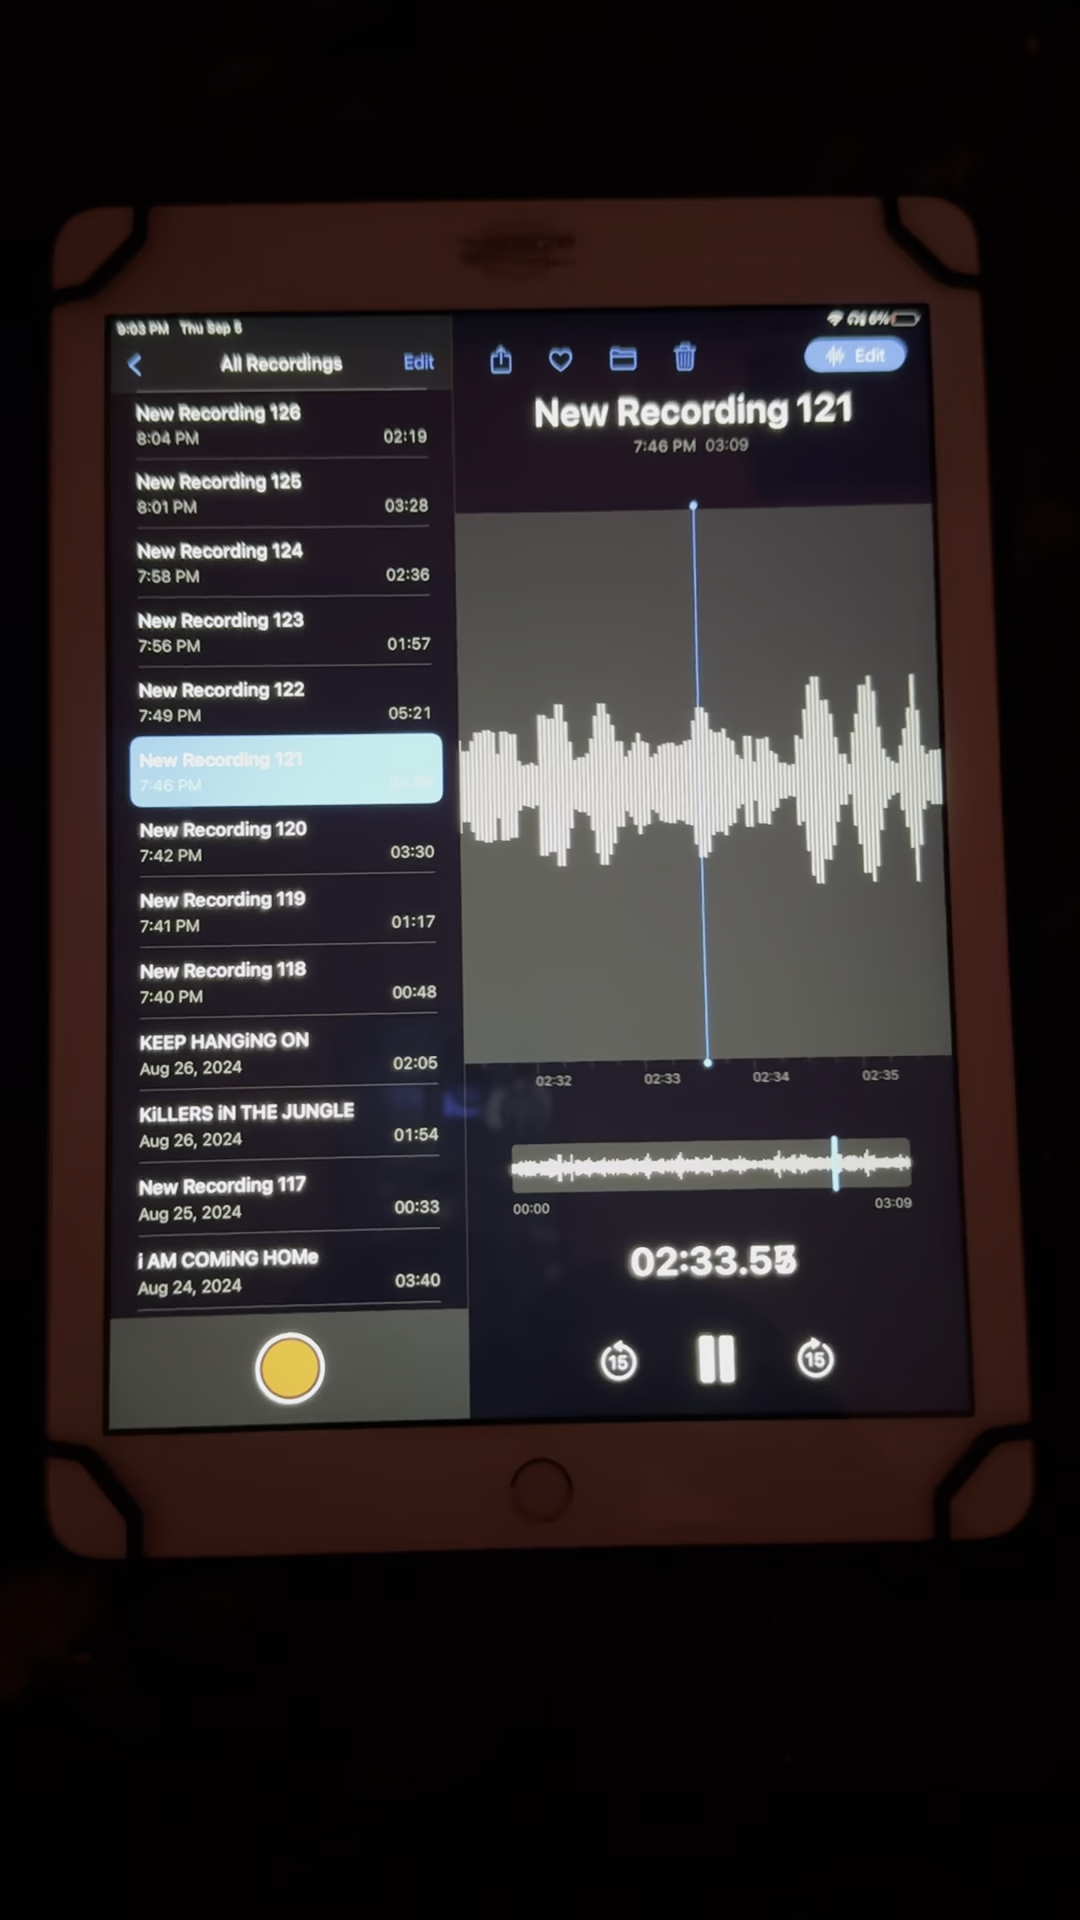 9:03 PM Thu Sep 5
6%
All Recordings
Edit
New Recording 126
8:04 PM 02:19
New Recording 125
8:01 PM 03:28
New Recording 124
7:58 PM 02:36
New Recording 123
7:56 PM 01:57
New Recording 122
7:49 PM 05:21
New Recording 121
7:46 PM
New Recording 120
7:42 PM 03:30
New Recording 119
7:41 PM 01:17
New Recording 118
7:40 PM 00:48
KEEP HANGiNG ON
Aug 26, 2024 02:05
KiLLERS iN THE JUNGLE
Aug 26, 2024 01:54
New Recording 117
Aug 25, 2024 00:33
i AM COMiNG HOMe
Aug 24, 2024 03:40
Edit
New Recording 121
7:46 PM 03:09
02:32 02:33 02:34 02:35
00:00 03:09
15 15